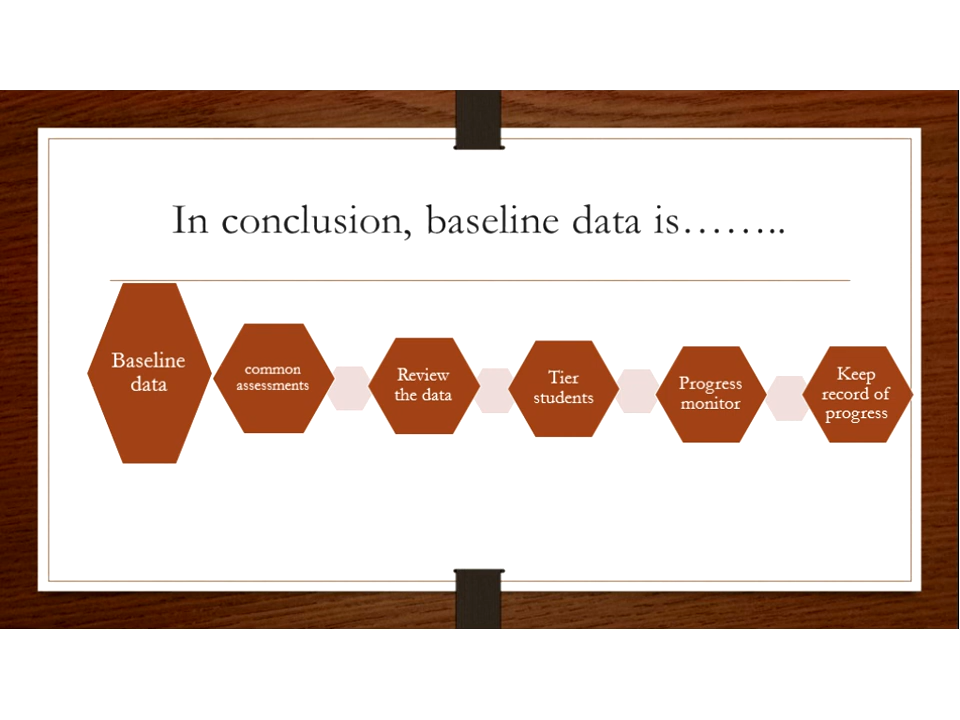 In conclusion, baseline data is……..
Baseline
data
common
assessments
Review
the data
Tier
students
Progress
monitor
Keep
record of
progress